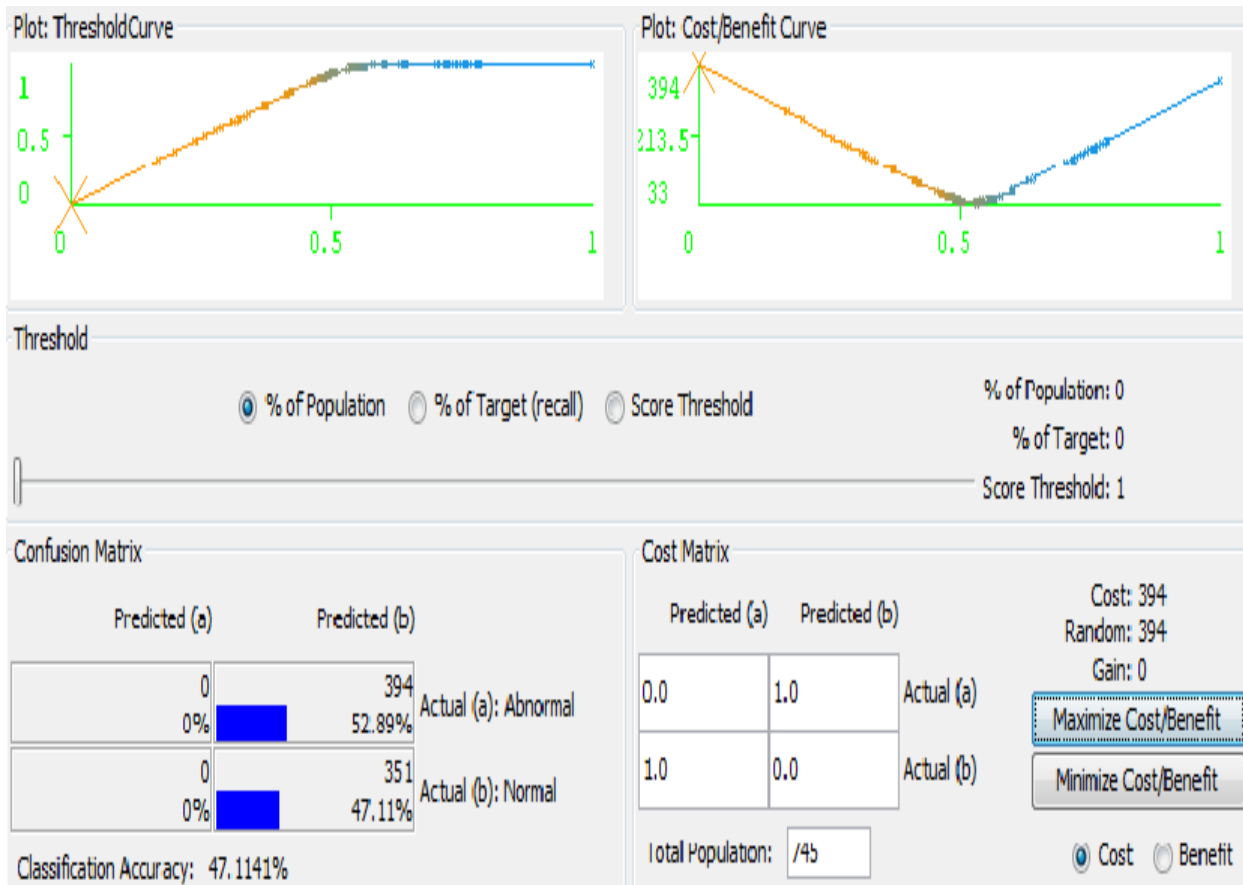 Plot: ThresholdCurve
1
0.5
0
0
0.5
1
Plot: Cost/Benefit Curve
394
213.5
33
0
0.5
1
Threshold
% of Population
% of Target (recall)
Score Threshold
% of Population: 0
% of Target: 0
Score Threshold: 1
Confusion Matrix
Predicted (a) Predicted (b)
0 394
0% 52.89%
Actual (a): Abnormal
0 351
0% 47.11%
Actual (b): Normal
Classification Accuracy: 47.1141%
Cost Matrix
Predicted (a) Predicted (b)
0.0 1.0 Actual (a)
1.0 0.0 Actual (b)
Total Population: 745
Cost: 394
Random: 394
Gain: 0
Maximize Cost/Benefit
Minimize Cost/Benefit
Cost Benefit